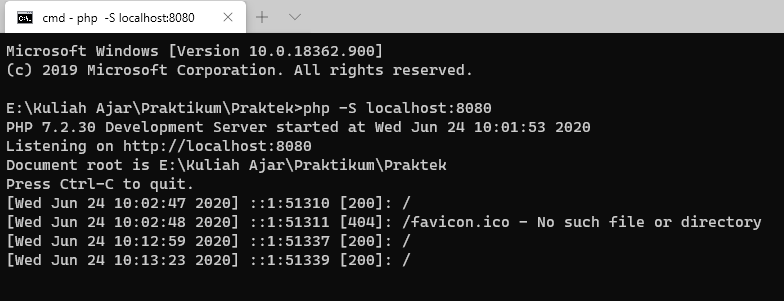 cmd - php  -S localhost:8080
Microsoft Windows [Version 10.0.18362.900]
(c) 2019 Microsoft Corporation. All rights reserved.
E:\Kuliah Ajar\Praktikum\Praktek>php -S localhost:8080
PHP 7.2.30 Development Server started at Wed Jun 24 10:01:53 2020
Listening on http://localhost:8080
Document root is E:\Kuliah Ajar\Praktikum\Praktek
Press Ctrl-C to quit.
[Wed Jun 24 10:02:47 2020] ::1:51310 [200]: /
[Wed Jun 24 10:02:48 2020] ::1:51311 [404]: /favicon.ico - No such file or directory
[Wed Jun 24 10:12:59 2020] ::1:51337 [200]: /
[Wed Jun 24 10:13:23 2020] ::1:51339 [200]: /